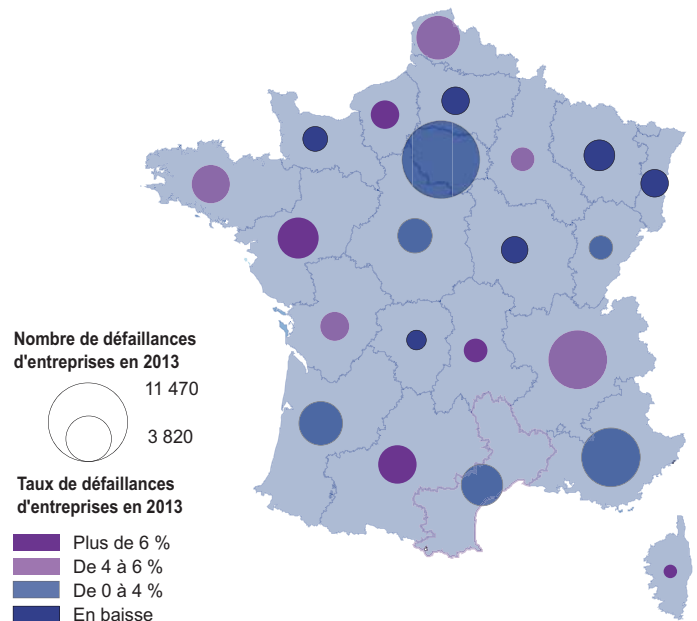 Nombre de défaillances
d'entreprises en 2013
11 470
3 820
Taux de défaillances
d'entreprises en 2013
Plus de 6 %
De 4 à 6 %
De 0 à 4 %
En baisse